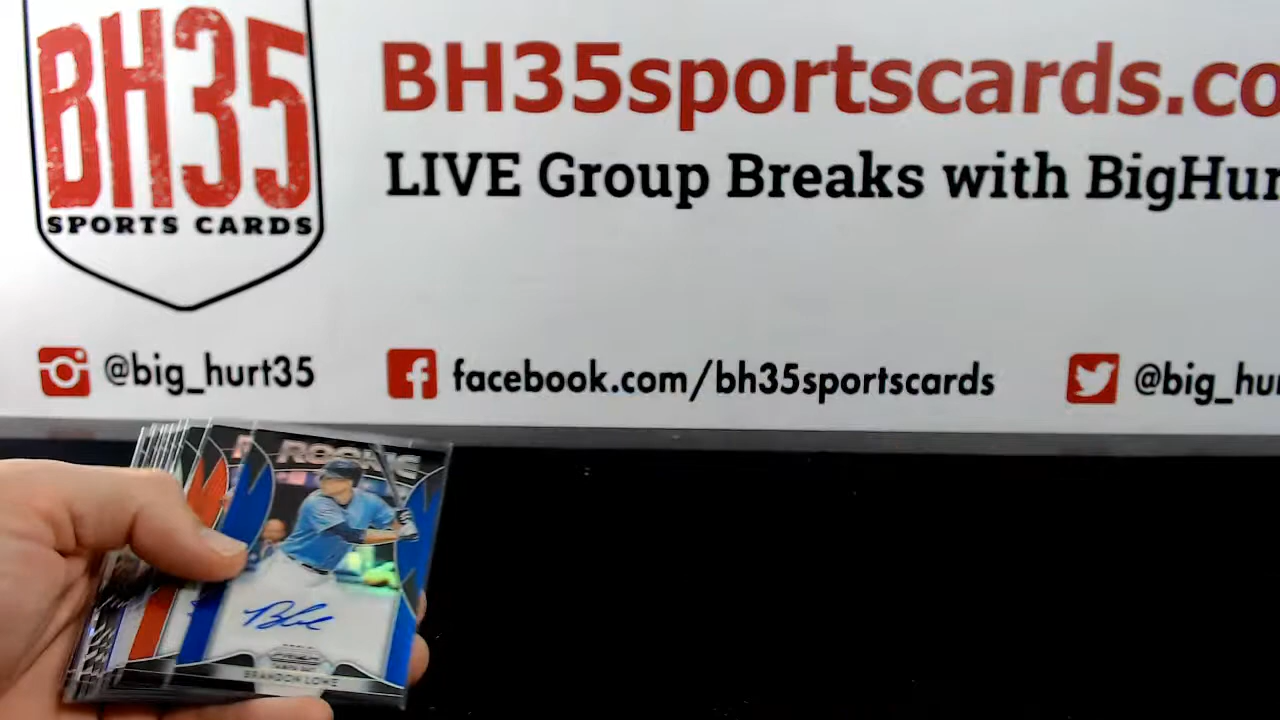 BH35
SPORTS CARDS
BH35sportscards.co
LIVE Group Breaks with BigHur
@big_hurt35
facebook.com/bh35sportscards
@big_hu
ROOKIE
BRANDON LOWE